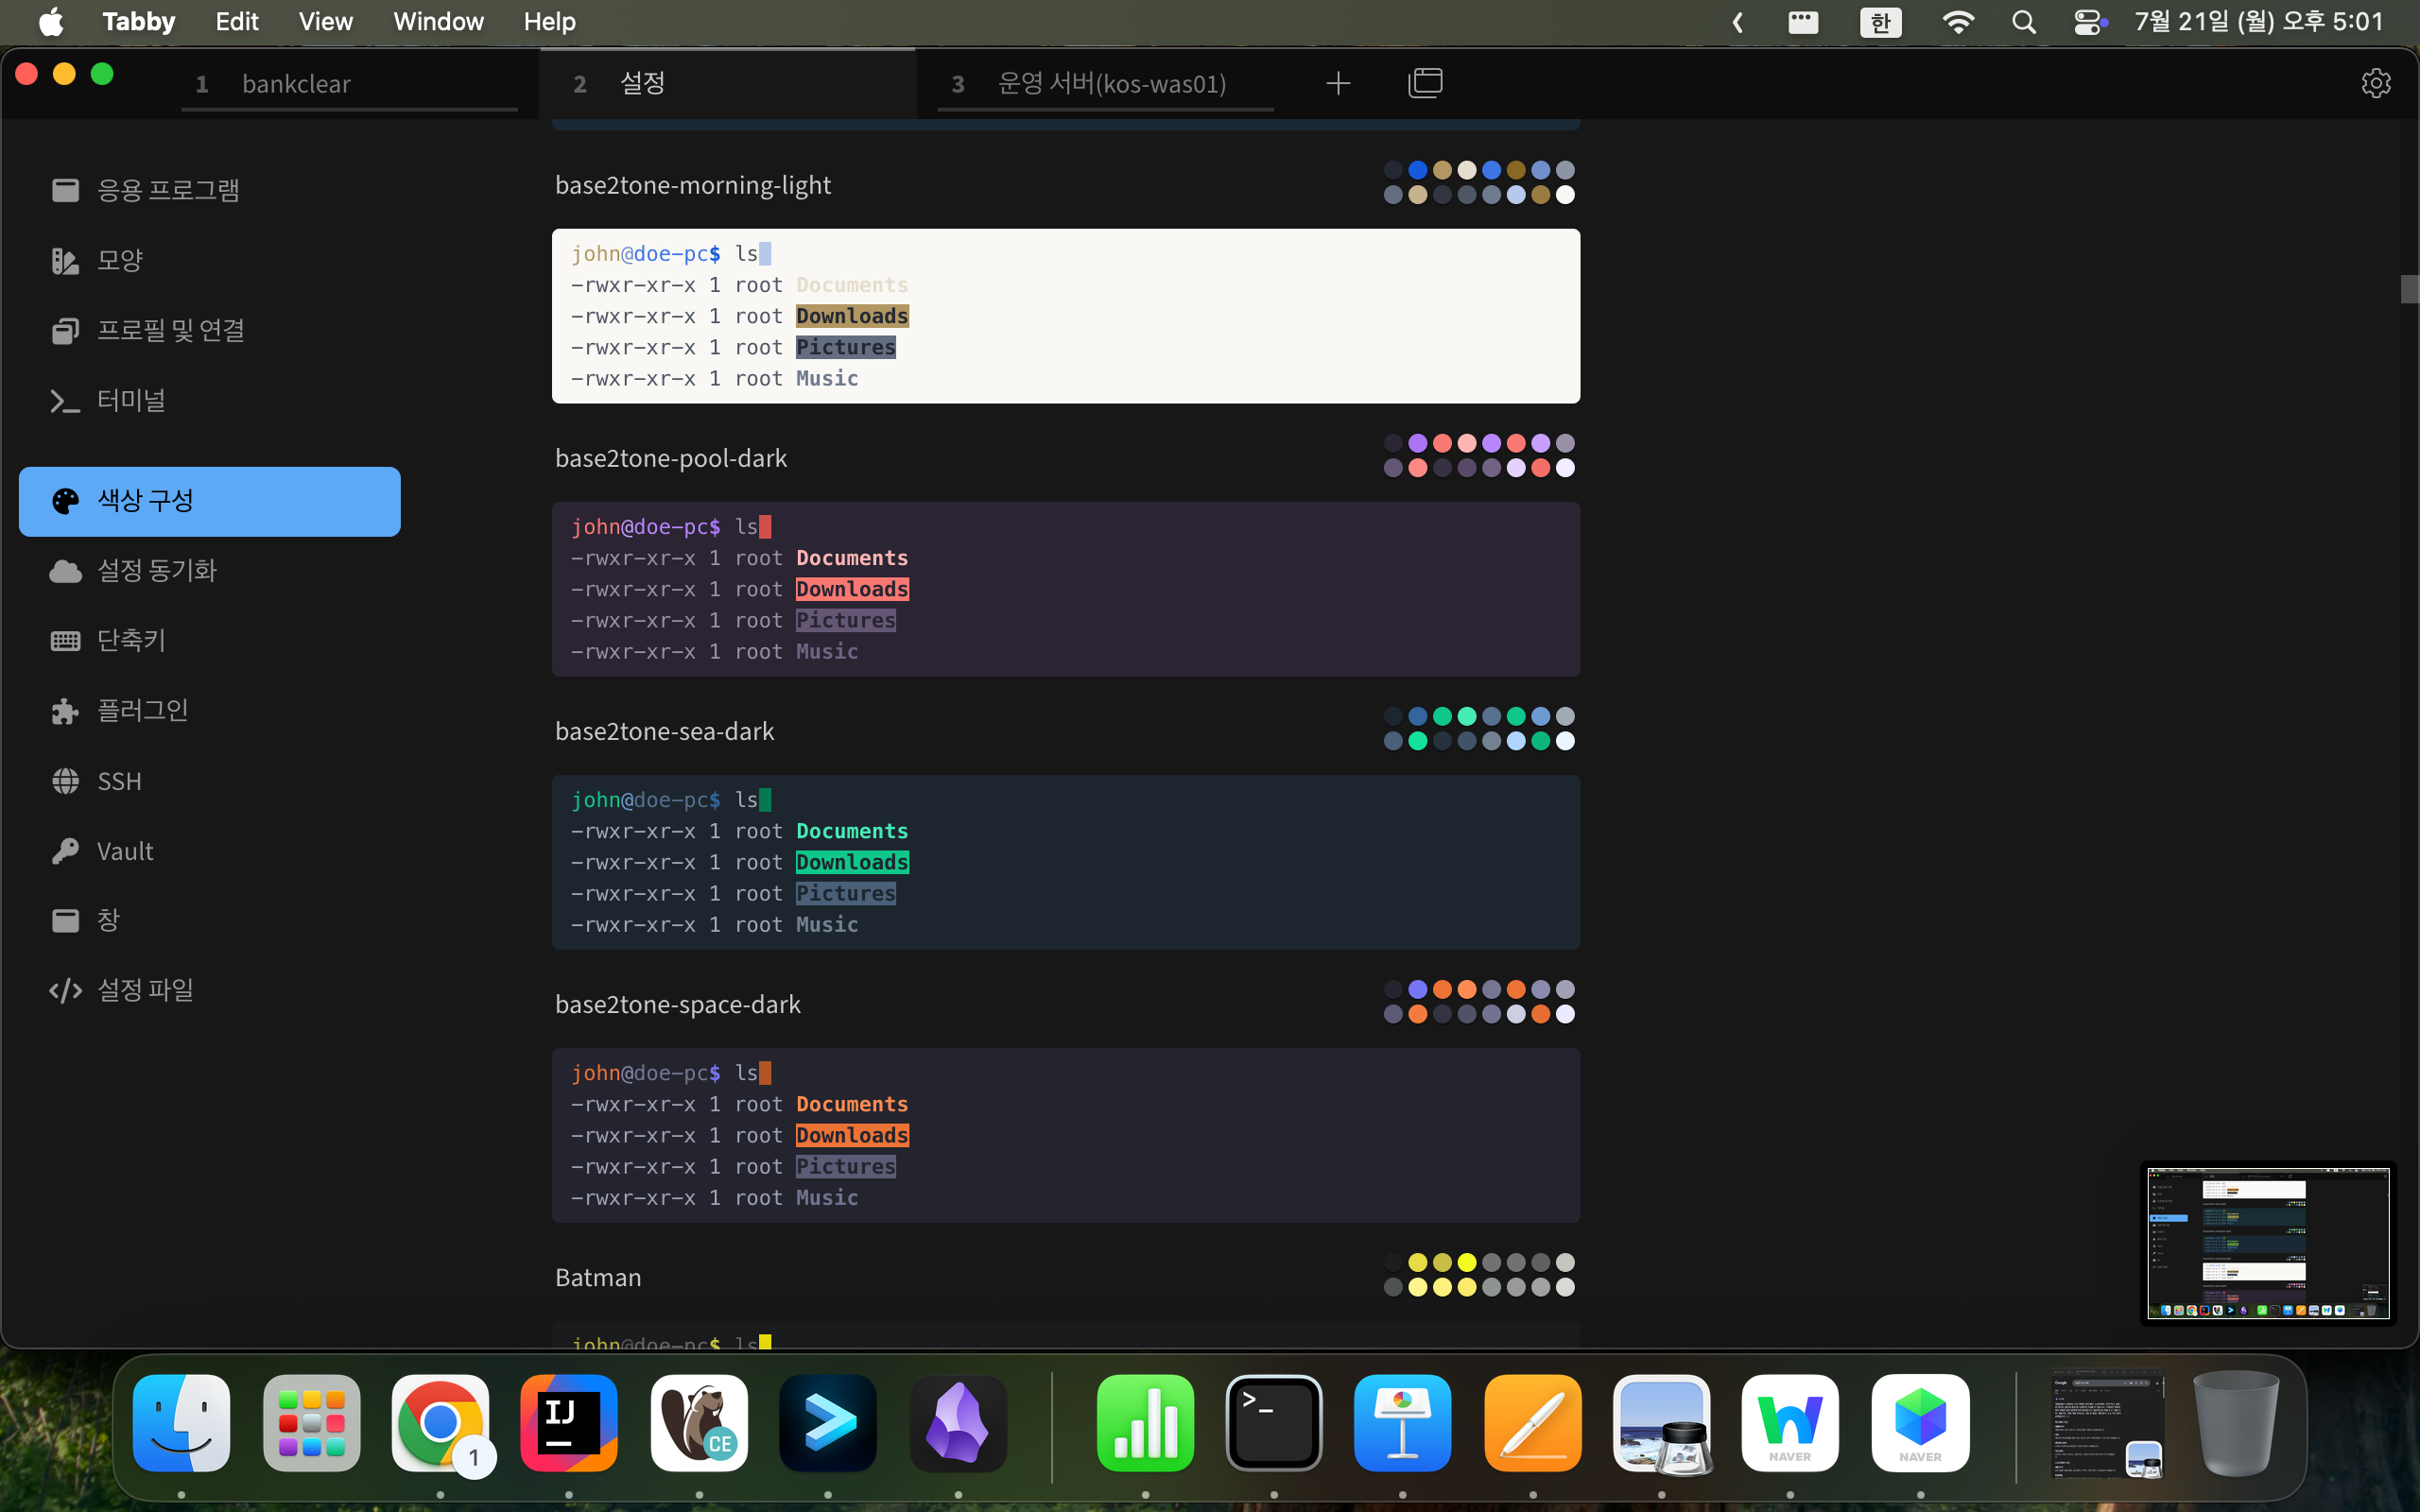 Tabby Edit View Window Help
한 7월 21일 (월) 오후 5:01
1 bankclear
2 설정
3 운영 서버(kos-was01)
응용 프로그램
모양
프로필 및 연결
터미널
색상 구성
설정 동기화
단축키
플러그인
SSH
Vault
창
설정 파일
base2tone-morning-light
john@doe-pc$ ls
-rwxr-xr-x 1 root Documents
-rwxr-xr-x 1 root Downloads
-rwxr-xr-x 1 root Pictures
-rwxr-xr-x 1 root Music
base2tone-pool-dark
john@doe-pc$ ls
-rwxr-xr-x 1 root Documents
-rwxr-xr-x 1 root Downloads
-rwxr-xr-x 1 root Pictures
-rwxr-xr-x 1 root Music
base2tone-sea-dark
john@doe-pc$ ls
-rwxr-xr-x 1 root Documents
-rwxr-xr-x 1 root Downloads
-rwxr-xr-x 1 root Pictures
-rwxr-xr-x 1 root Music
base2tone-space-dark
john@doe-pc$ ls
-rwxr-xr-x 1 root Documents
-rwxr-xr-x 1 root Downloads
-rwxr-xr-x 1 root Pictures
-rwxr-xr-x 1 root Music
Batman
john@doe-pc$ ls
1
IJ
CE
NAVER
NAVER